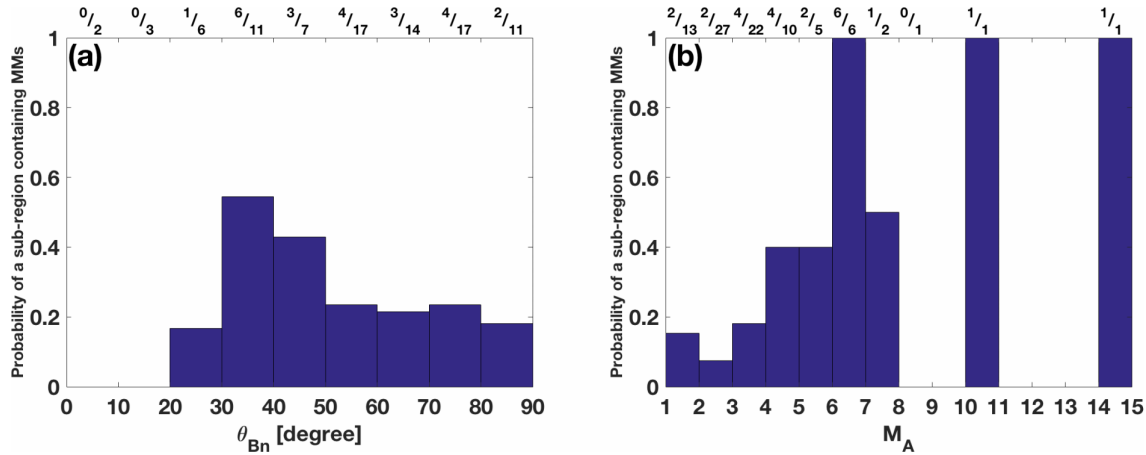 0/2 0/3 1/6 6/11 3/7 4/17 3/14 4/17 2/11
(a)
Probability of a sub-region containing MMs
1
0.8
0.6
0.4
0.2
0
0 10 20 30 40 50 60 70 80 90
θBn [degree]
2/13 2/27 4/22 4/10 2/5 6/6 1/2 0/1 1/1 1/1
(b)
Probability of a sub-region containing MMs
1
0.8
0.6
0.4
0.2
0
1 2 3 4 5 6 7 8 9 10 11 12 13 14 15
MA